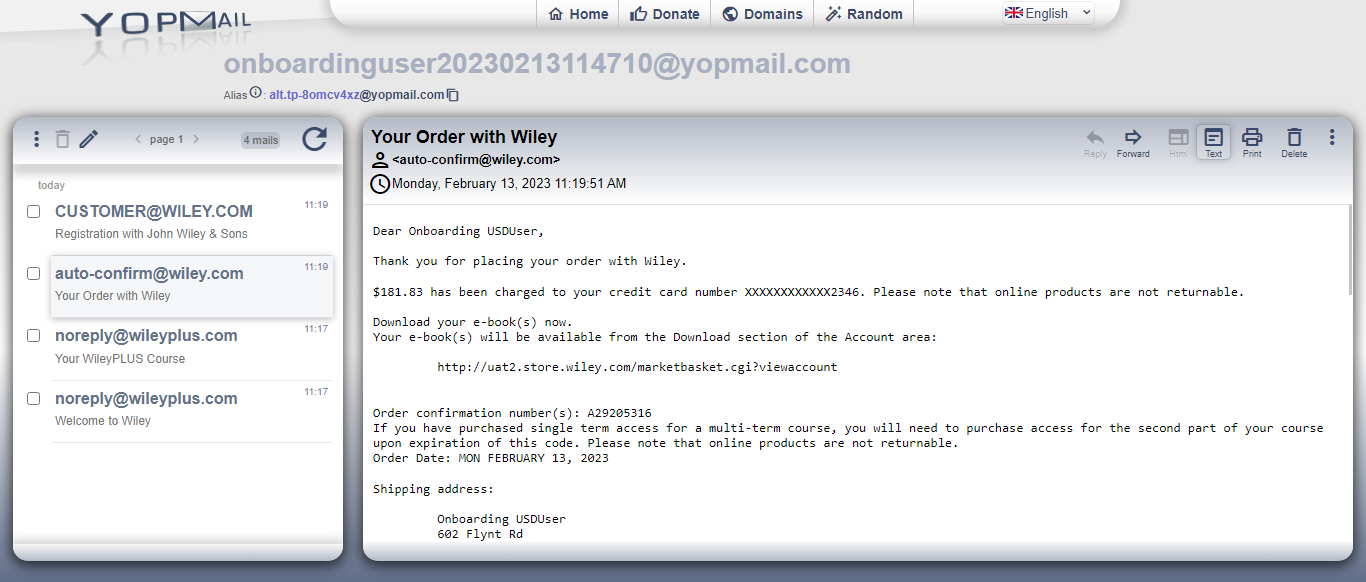 YOPMAIL
Home
Donate
Domains
Random
English
onboardinguser20230213114710@yopmail.com
Alias : alt.tp-8omcv4xz@yopmail.com
page 1
4 mails
today
CUSTOMER@WILEY.COM 11:19
Registration with John Wiley & Sons
auto-confirm@wiley.com 11:19
Your Order with Wiley
noreply@wileyplus.com 11:17
Your WileyPLUS Course
noreply@wileyplus.com 11:17
Welcome to Wiley
Your Order with Wiley
<auto-confirm@wiley.com>
Monday, February 13, 2023 11:19:51 AM
Reply
Forward
Html
Text
Print
Delete
Dear Onboarding USDUser,
Thank you for placing your order with Wiley.
$181.83 has been charged to your credit card number XXXXXXXXXXXX2346. Please note that online products are not returnable.
Download your e-book(s) now.
Your e-book(s) will be available from the Download section of the Account area:
http://uat2.store.wiley.com/marketbasket.cgi?viewaccount
Order confirmation number(s): A29205316
If you have purchased single term access for a multi-term course, you will need to purchase access for the second part of your course
upon expiration of this code. Please note that online products are not returnable.
Order Date: MON FEBRUARY 13, 2023
Shipping address:
Onboarding USDUser
602 Flynt Rd